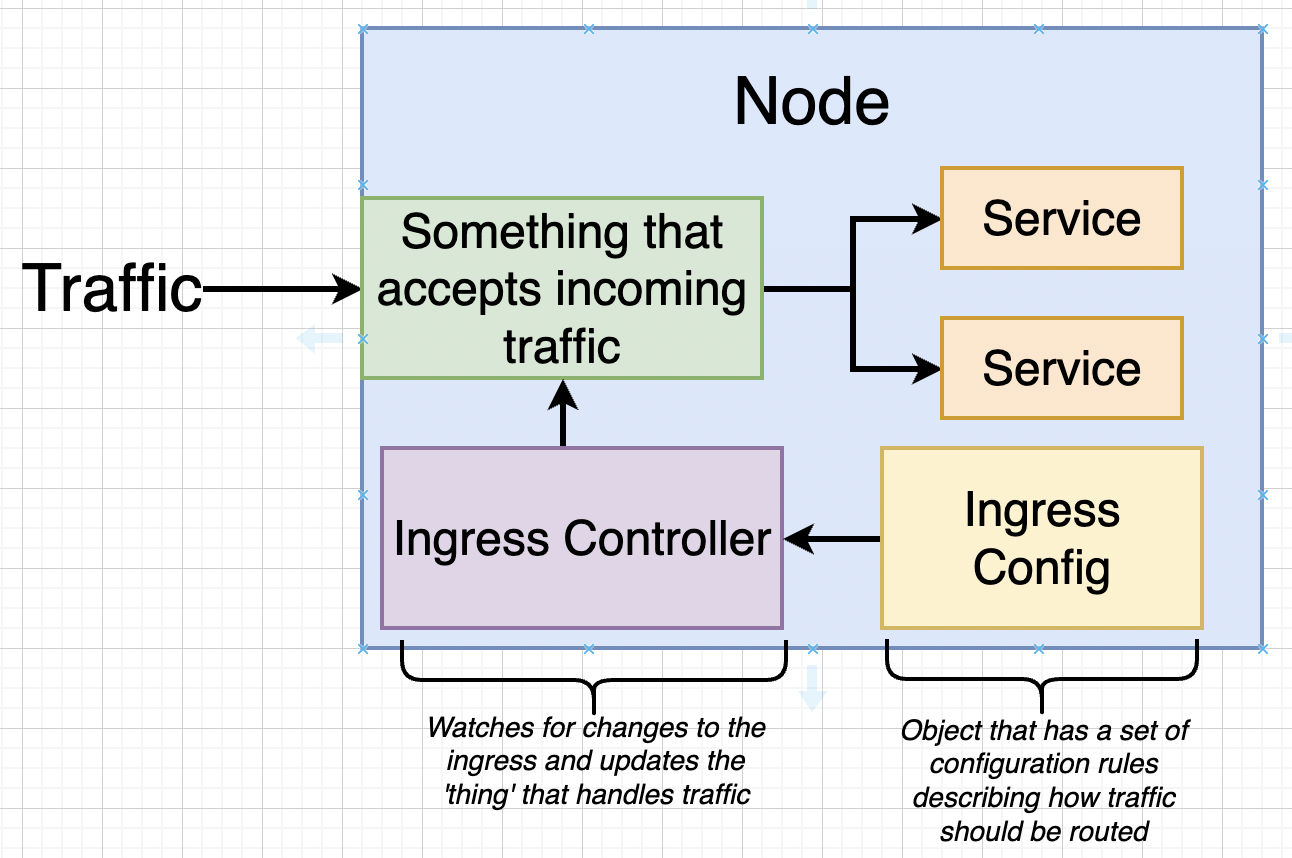 Node
Traffic
Something that
accepts incoming
traffic
Service
Service
Ingress Controller
Ingress
Config
Watches for changes to the
ingress and updates the
'thing' that handles traffic
Object that has a set of
configuration rules
describing how traffic
should be routed